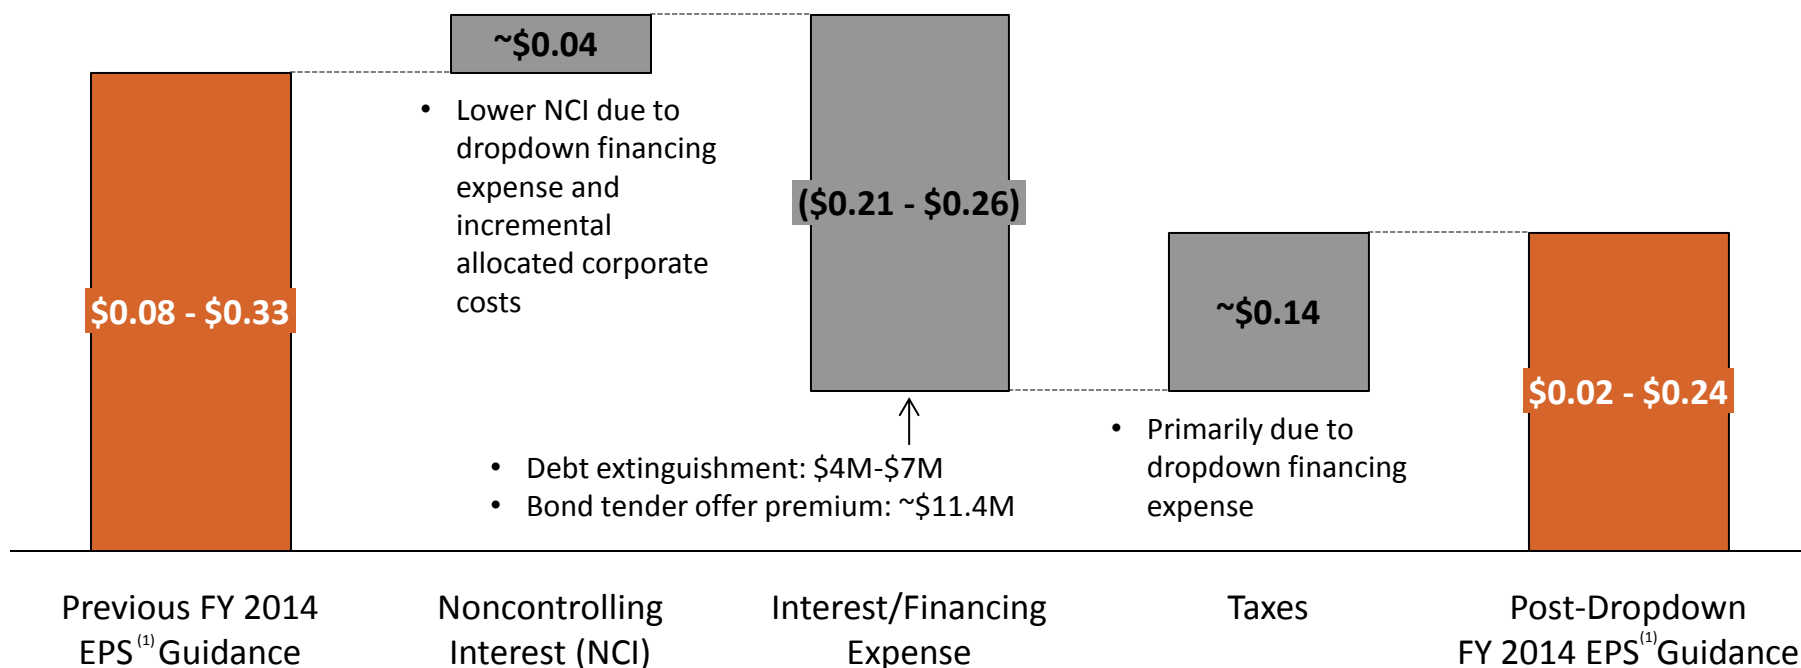 ~$0.04
• Lower NCI due to
dropdown financing
expense and
incremental
allocated corporate
costs
($0.21 - $0.26)
$0.08 - $0.33
~$0.14
$0.02 - $0.24
• Debt extinguishment: $4M-$7M
• Bond tender offer premium: ~$11.4M
• Primarily due to
dropdown financing
expense
Previous FY 2014
EPS(1) Guidance
Noncontrolling
Interest (NCI)
Interest/Financing
Expense
Taxes
Post-Dropdown
FY 2014 EPS(1) Guidance